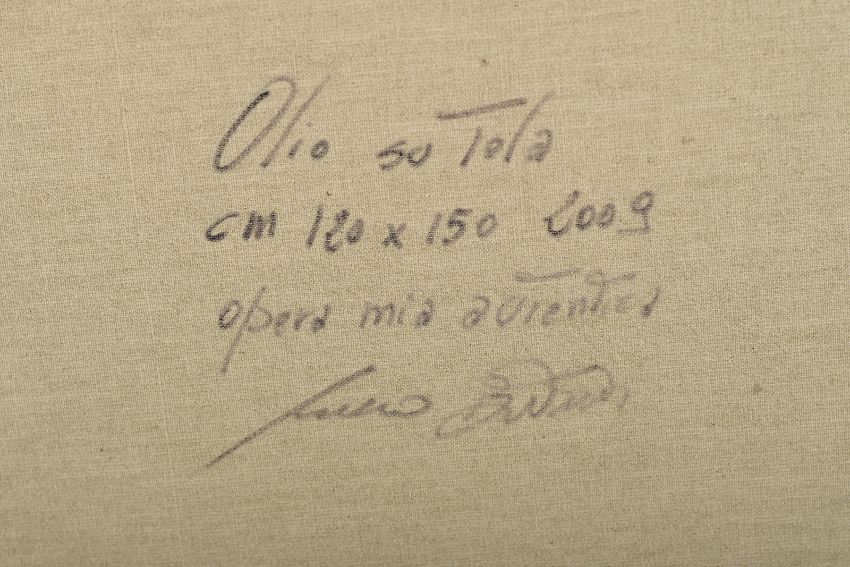 Olio su Tela
cm 120 x 150 2009
opera mia autentica